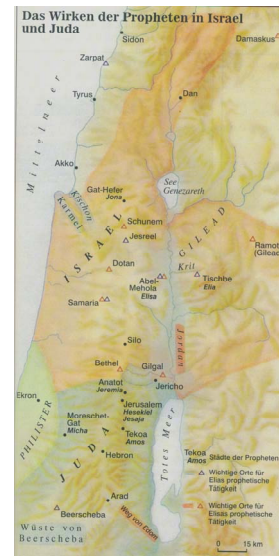 Das Wirken der Propheten in Israel
und Juda
Sidon
Damaskus
Zarpat
Tyrus
Dan
Mittelmeer
Akko
See
Genezareth
Kischon
Karmel
Gat-Hefer
Jona
Schunem
Jesreel
ISRAEL
GILEAD
Ramot
(Gilead)
Dotan
Krit
Abel-
Mehola
Elisa
Tischbe
Elia
Samaria
Jordan
Silo
Bethel
Gilgal
Anatot
Jeremia
Jericho
Ekron
Jerusalem
Hesekiel
Jesaja
Moreschet-
Gat
Micha
PHILISTER
Tekoa
Amos
JUDA
Hebron
Totes Meer
Tekoa
Amos
Städte der Propheten
Wichtige Orte für
Elias prophetische
Tätigkeit
Arad
Weg von Edom
Wichtige Orte für
Elisas prophetische
Tätigkeit
Beerscheba
Wüste von
Beerscheba
0 15 km